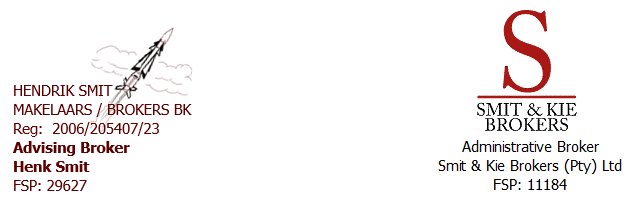 HENDRIK SMIT
MAKELAARS / BROKERS BK
Reg:  2006/205407/23
Advising Broker
Henk Smit
FSP: 29627
S
SMIT & KIE
BROKERS
Administrative Broker
Smit & Kie Brokers (Pty) Ltd
FSP: 11184